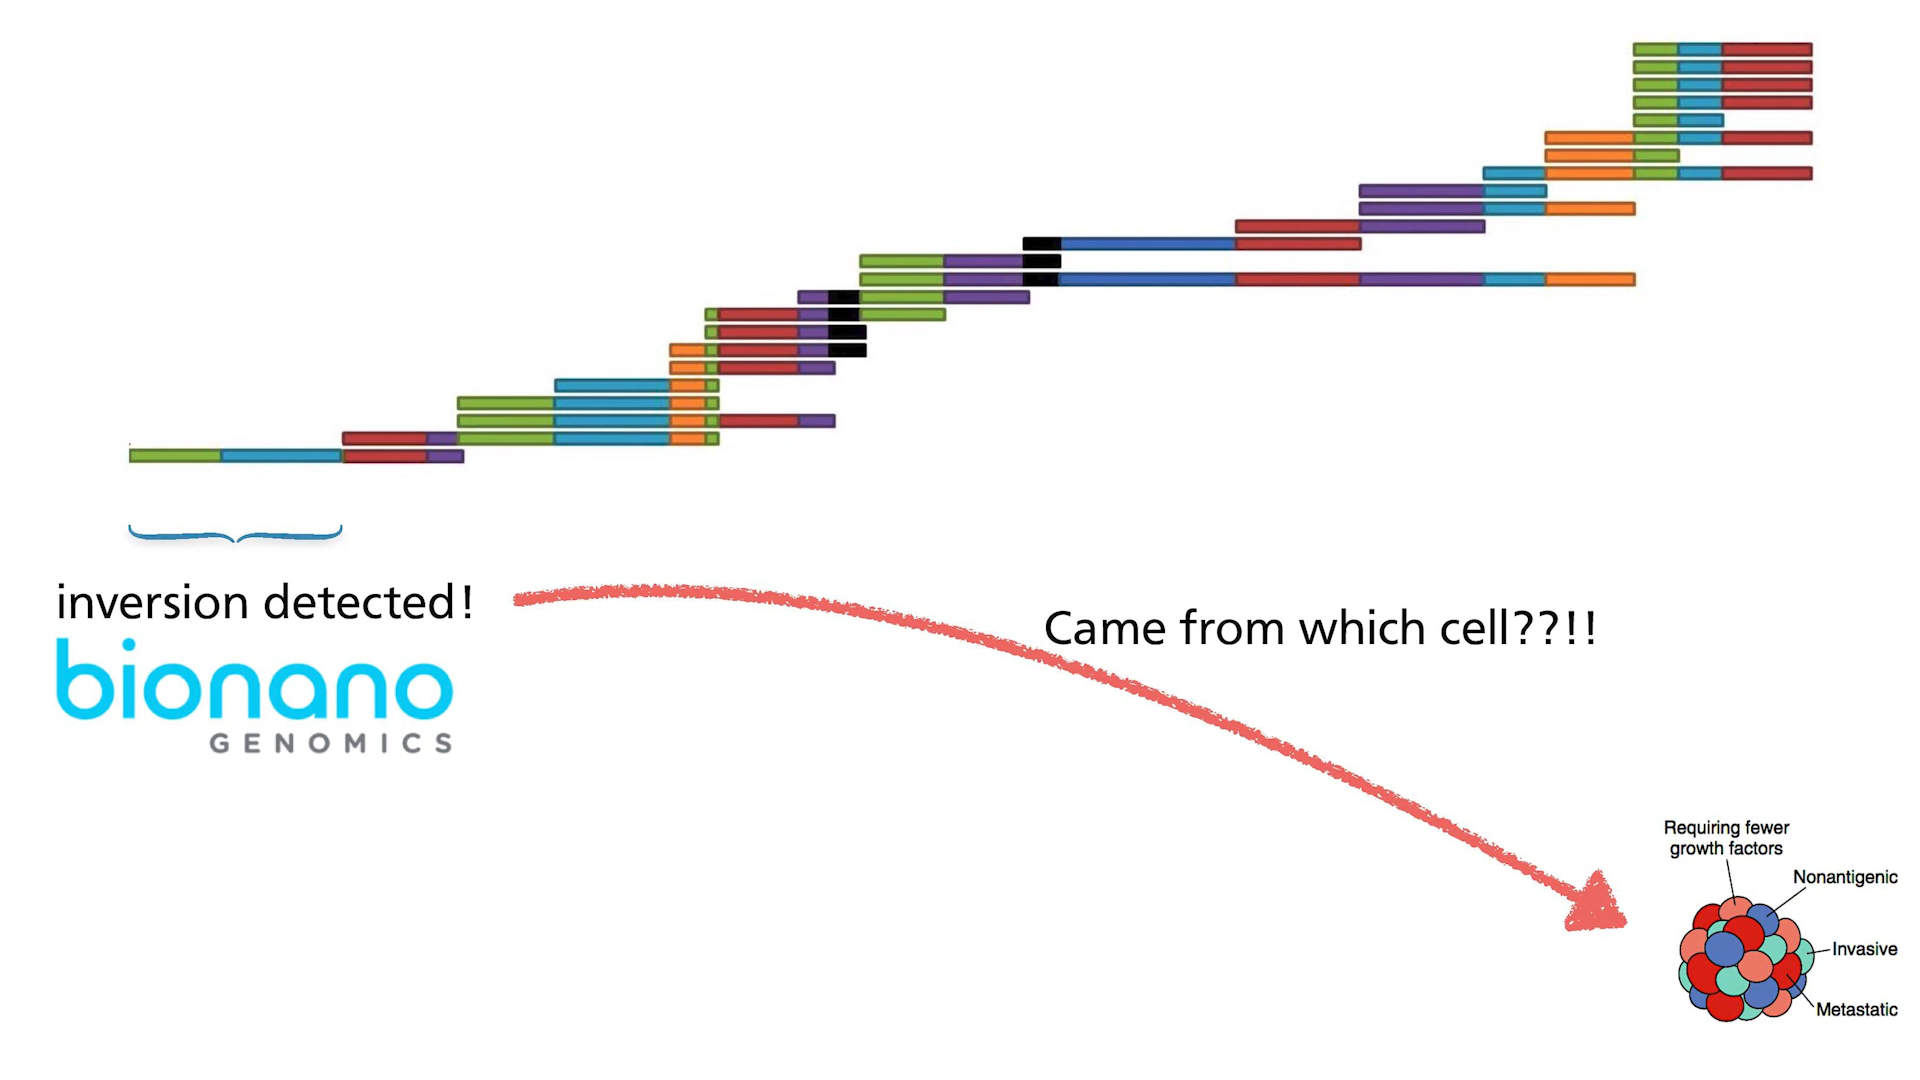 inversion detected!
bionano
GENOMICS
Came from which cell??!!
Requiring fewer
growth factors
Nonantigenic
Invasive
Metastatic